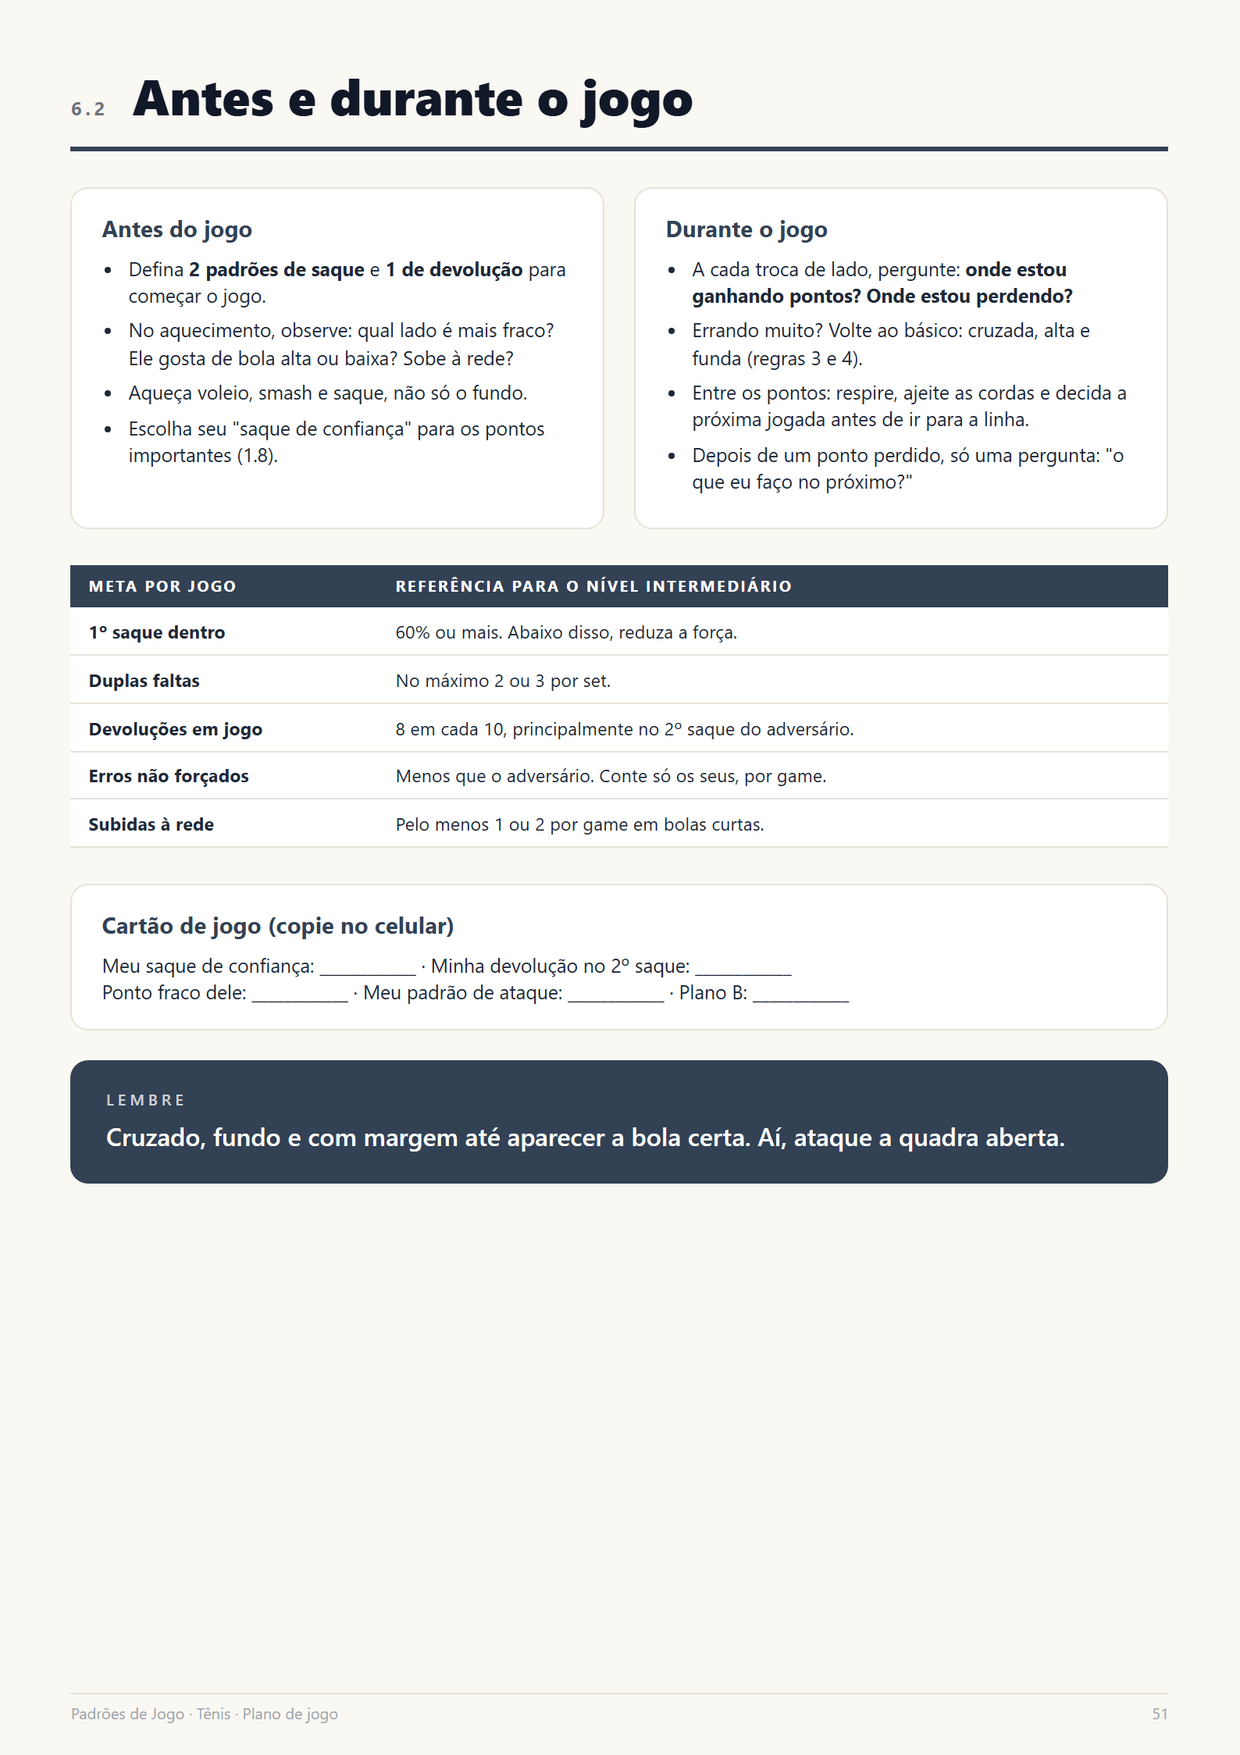 6.2 Antes e durante o jogo
Antes do jogo
• Defina 2 padrões de saque e 1 de devolução para
começar o jogo.
• No aquecimento, observe: qual lado é mais fraco?
Ele gosta de bola alta ou baixa? Sobe à rede?
• Aqueça voleio, smash e saque, não só o fundo.
• Escolha seu "saque de confiança" para os pontos
importantes (1.8).
Durante o jogo
• A cada troca de lado, pergunte: onde estou
ganhando pontos? Onde estou perdendo?
• Errando muito? Volte ao básico: cruzada, alta e
funda (regras 3 e 4).
• Entre os pontos: respire, ajeite as cordas e decida a
próxima jogada antes de ir para a linha.
• Depois de um ponto perdido, só uma pergunta: "o
que eu faço no próximo?"
META POR JOGO REFERÊNCIA PARA O NÍVEL INTERMEDIÁRIO
1º saque dentro 60% ou mais. Abaixo disso, reduza a força.
Duplas faltas No máximo 2 ou 3 por set.
Devoluções em jogo 8 em cada 10, principalmente no 2º saque do adversário.
Erros não forçados Menos que o adversário. Conte só os seus, por game.
Subidas à rede Pelo menos 1 ou 2 por game em bolas curtas.
Cartão de jogo (copie no celular)
Meu saque de confiança: __________ · Minha devolução no 2º saque: __________
Ponto fraco dele: __________ · Meu padrão de ataque: __________ · Plano B: __________
LEMBRE
Cruzado, fundo e com margem até aparecer a bola certa. Aí, ataque a quadra aberta.
Padrões de Jogo · Tênis · Plano de jogo 51